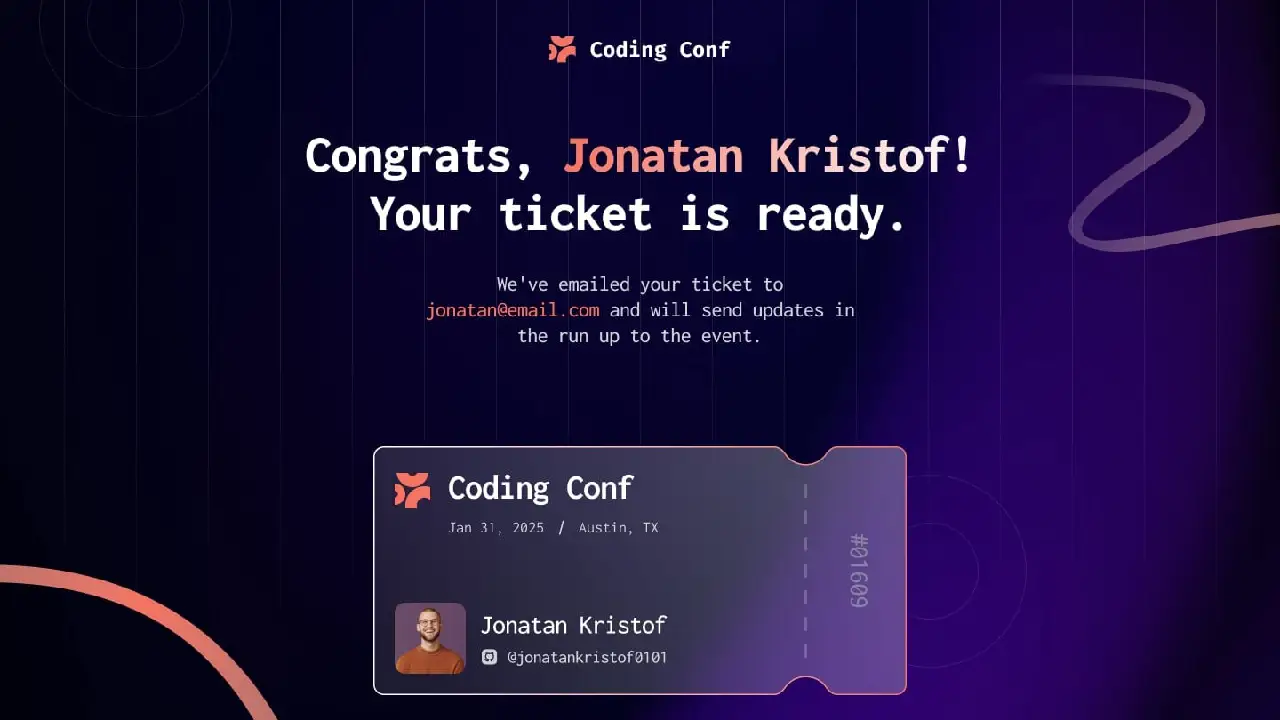 Coding Conf
Congrats, Jonatan Kristof!
Your ticket is ready.
We've emailed your ticket to
jonatan@email.com and will send updates in
the run up to the event.
Coding Conf
Jan 31, 2025 / Austin, TX
#01609
Jonatan Kristof
@jonatankristof0101